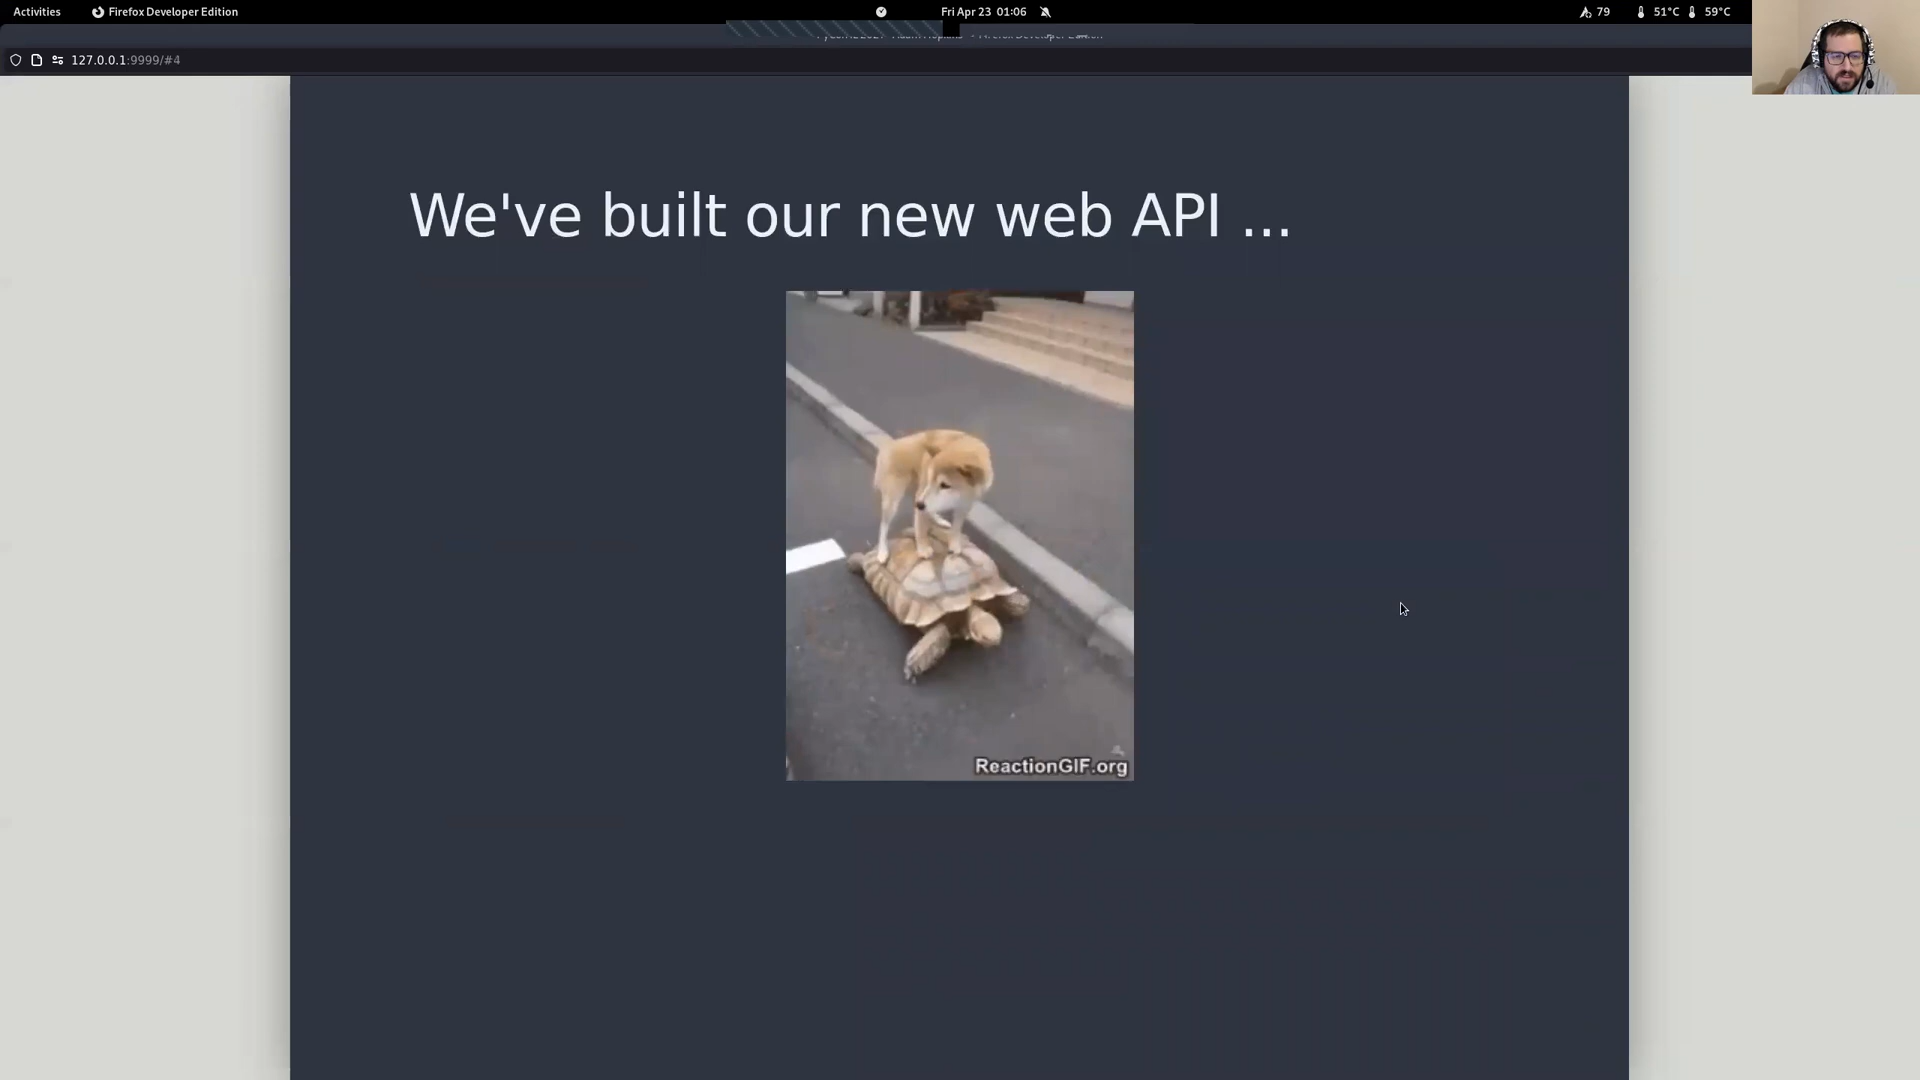 Activities Firefox Developer Edition Fri Apr 23 01:06 79 51°C 59°C
127.0.0.1:9999/#4
We've built our new web API ...
ReactionGIF.org